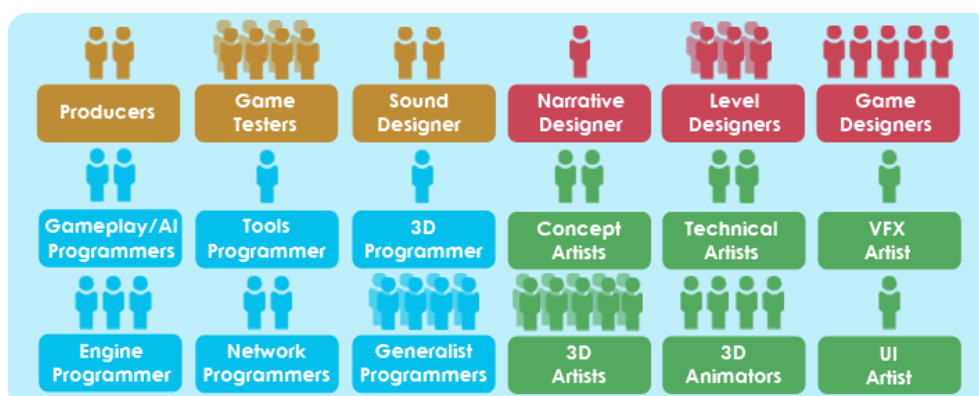 Producers
Game
Testers
Sound
Designer
Narrative
Designer
Level
Designers
Game
Designers
Gameplay/AI
Programmers
Tools
Programmer
3D
Programmer
Concept
Artists
Technical
Artists
VFX
Artist
Engine
Programmer
Network
Programmers
Generalist
Programmers
3D
Artists
3D
Animators
UI
Artist